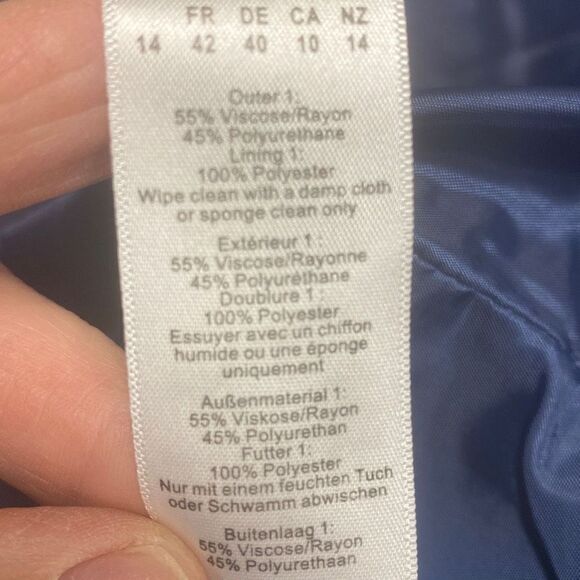 FR DE CA NZ
14 42 40 10 14
Outer 1:
55% Viscose/Rayon
45% Polyurethane
Lining 1:
100% Polyester
Wipe clean with a damp cloth
or sponge clean only
Extérieur 1 :
55% Viscose/Rayonne
45% Polyuréthane
Doublure 1 :
100% Polyester
Essuyer avec un chiffon
humide ou une éponge
uniquement
Außenmaterial 1:
55% Viskose/Rayon
45% Polyurethan
Futter 1:
100% Polyester
Nur mit einem feuchten Tuch
oder Schwamm abwischen
Buitenlaag 1:
55% Viscose/Rayon
45% Polyurethaan